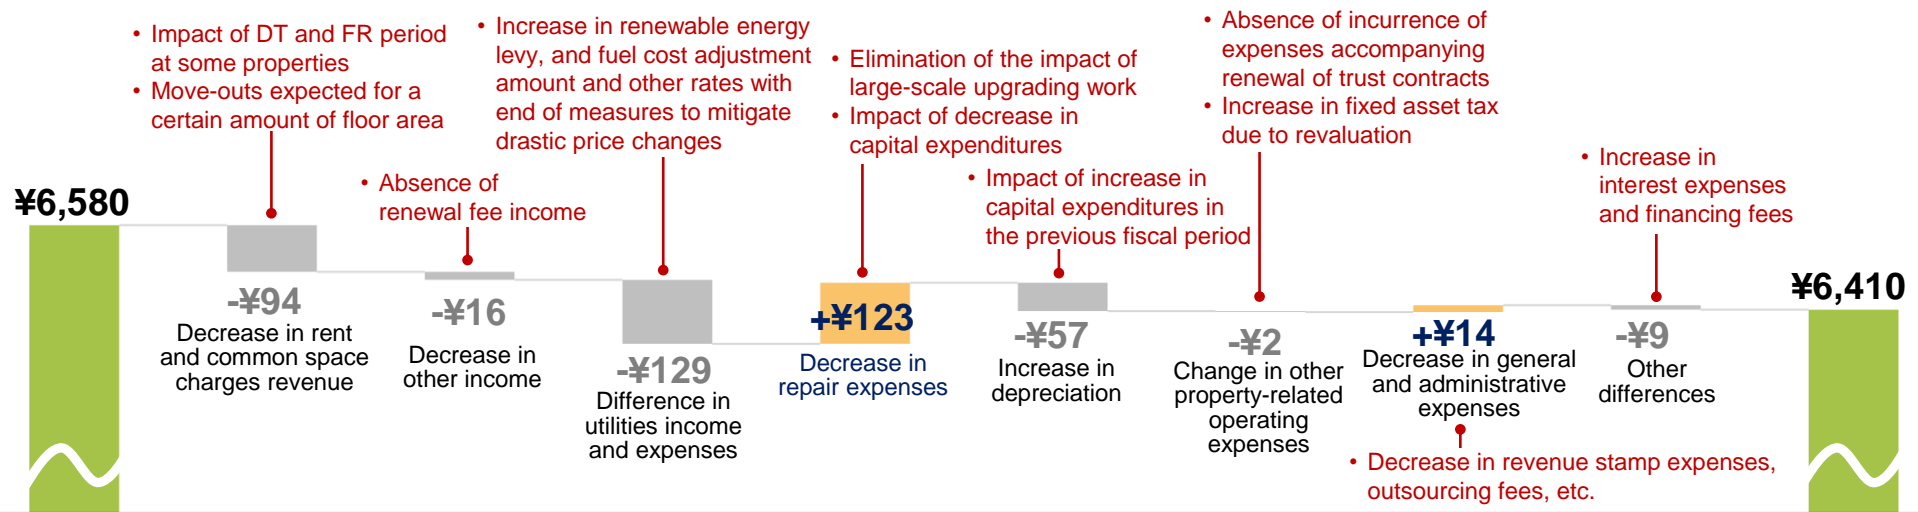 ¥6,580
• Impact of DT and FR period
at some properties
• Move-outs expected for a
certain amount of floor area
-¥94
Decrease in rent
and common space
charges revenue
• Absence of
renewal fee income
-¥16
Decrease in
other income
• Increase in renewable energy
levy, and fuel cost adjustment
amount and other rates with
end of measures to mitigate
drastic price changes
-¥129
Difference in
utilities income
and expenses
• Elimination of the impact of
large-scale upgrading work
• Impact of decrease in
capital expenditures
+¥123
Decrease in
repair expenses
• Impact of increase in
capital expenditures in
the previous fiscal period
-¥57
Increase in
depreciation
• Absence of incurrence of
expenses accompanying
renewal of trust contracts
• Increase in fixed asset tax
due to revaluation
-¥2
Change in other
property-related
operating
expenses
+¥14
Decrease in general
and administrative
expenses
• Decrease in revenue stamp expenses,
outsourcing fees, etc.
• Increase in
interest expenses
and financing fees
-¥9
Other
differences
¥6,410